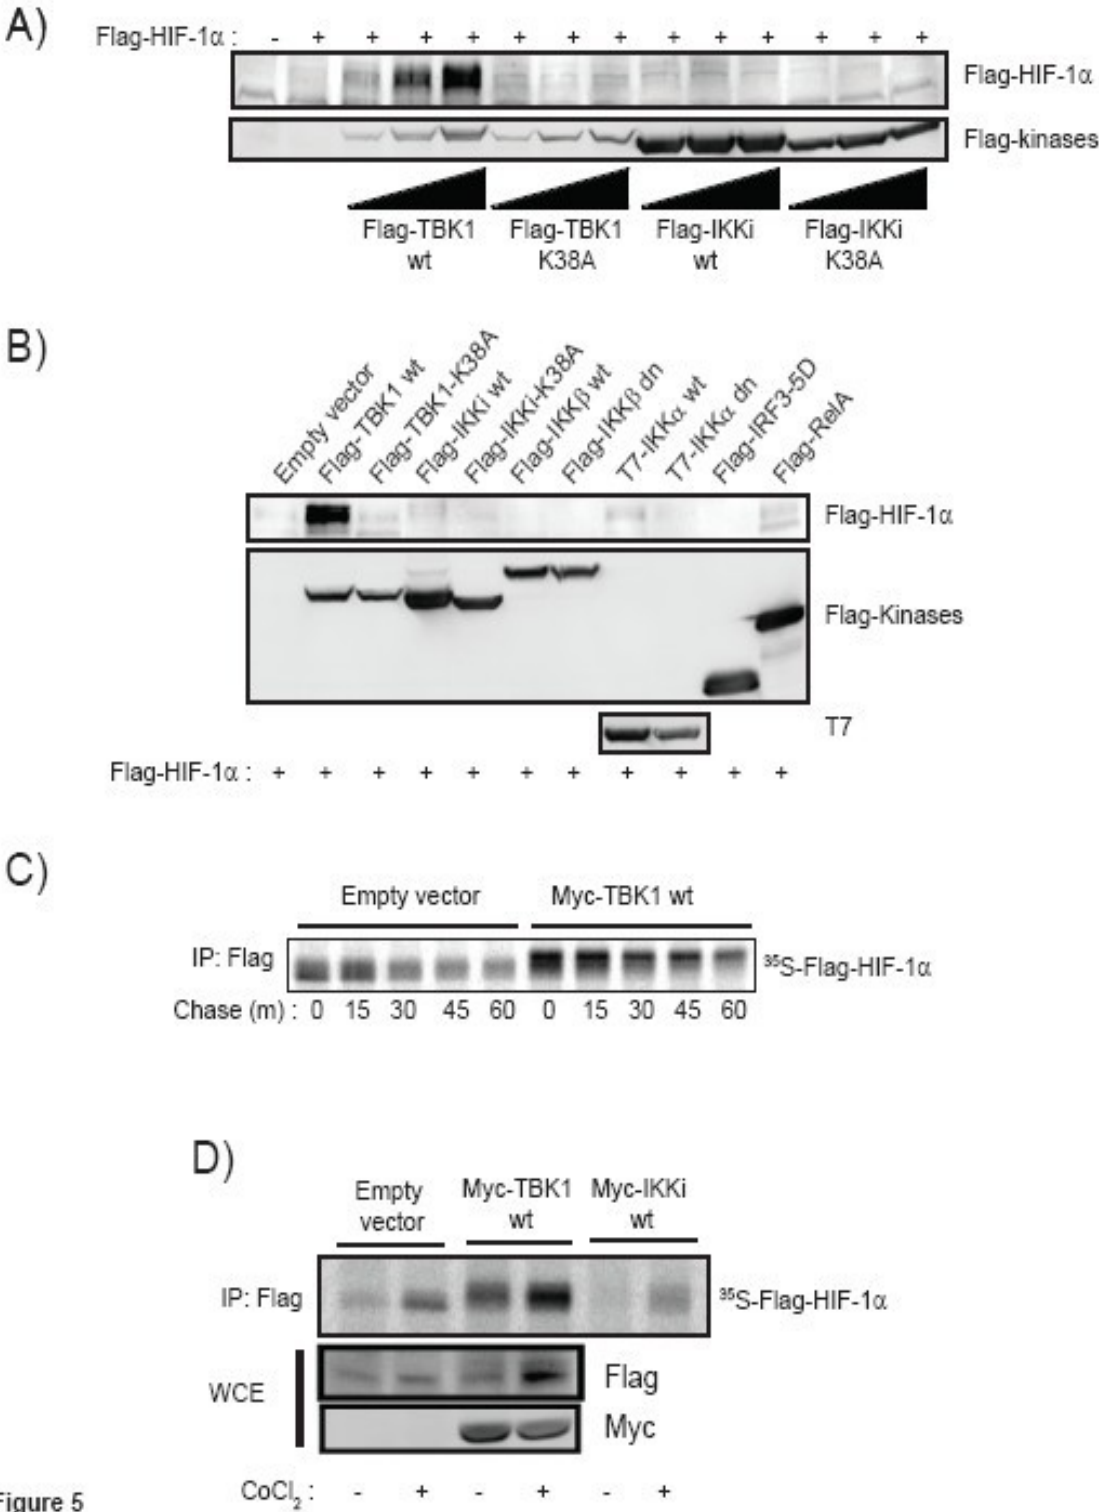 A)
Flag-HIF-1α : - + + + + + + + + + + + + +
Flag-HIF-1α
Flag-kinases
Flag-TBK1 Flag-TBK1 Flag-IKKi Flag-IKKi
wt K38A wt K38A
B)
Empty vector
Flag-TBK1 wt
Flag-TBK1-K38A
Flag-IKKi wt
Flag-IKKi-K38A
Flag-IKKβ wt
Flag-IKKβ dn
T7-IKKα wt
T7-IKKα dn
Flag-IRF3-5D
Flag-RelA
Flag-HIF-1α
Flag-Kinases
T7
Flag-HIF-1α : + + + + + + + + + + +
C)
Empty vector Myc-TBK1 wt
IP: Flag ³⁵S-Flag-HIF-1α
Chase (m) : 0 15 30 45 60 0 15 30 45 60
D)
Empty Myc-TBK1 Myc-IKKi
vector wt wt
IP: Flag ³⁵S-Flag-HIF-1α
WCE
Flag
Myc
CoCl₂ : - + - + - +
Figure 5